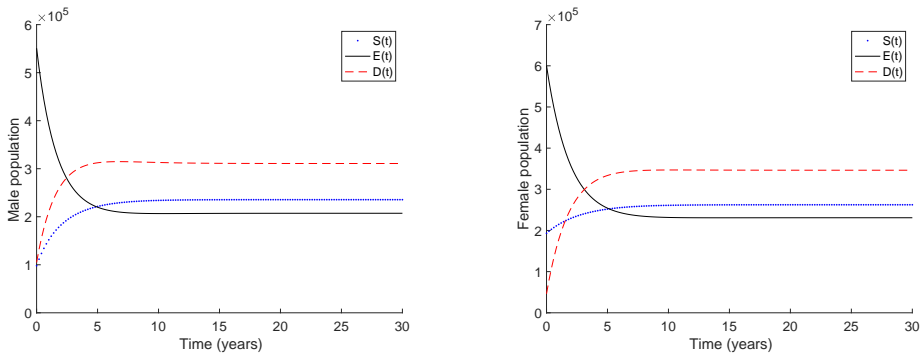 ×10^5
6
5
4
3
2
1
0
Male population
0 5 10 15 20 25 30
Time (years)
S(t)
E(t)
D(t)
×10^5
7
6
5
4
3
2
1
0
Female population
0 5 10 15 20 25 30
Time (years)
S(t)
E(t)
D(t)